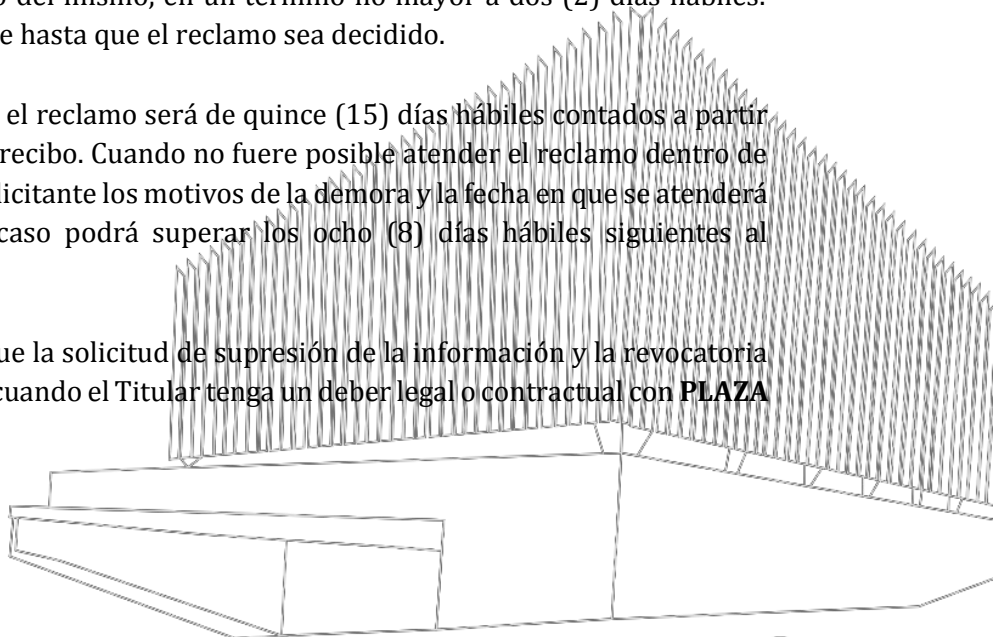 del mismo, en un término no mayor a dos (2) días hábiles.
e hasta que el reclamo sea decidido.
el reclamo será de quince (15) días hábiles contados a partir
recibo. Cuando no fuere posible atender el reclamo dentro de
licitante los motivos de la demora y la fecha en que se atenderá
caso podrá superar los ocho (8) días hábiles siguientes al
ue la solicitud de supresión de la información y la revocatoria
cuando el Titular tenga un deber legal o contractual con PLAZA